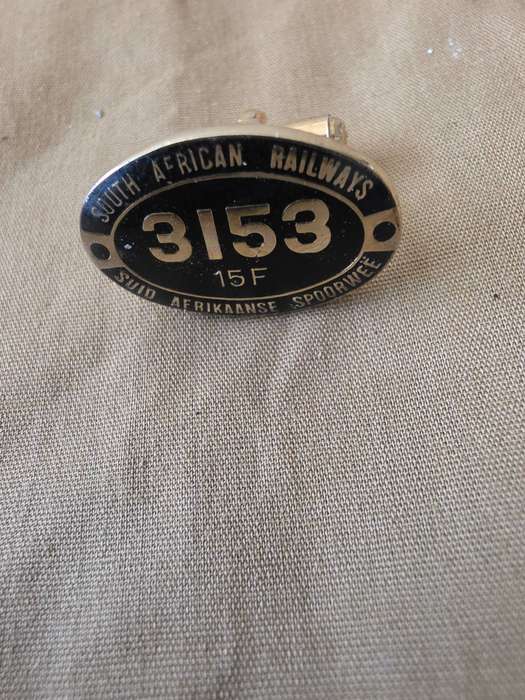 SOUTH AFRICAN. RAILWAYS
3153
15F
SUID AFRIKAANSE SPOORWEË